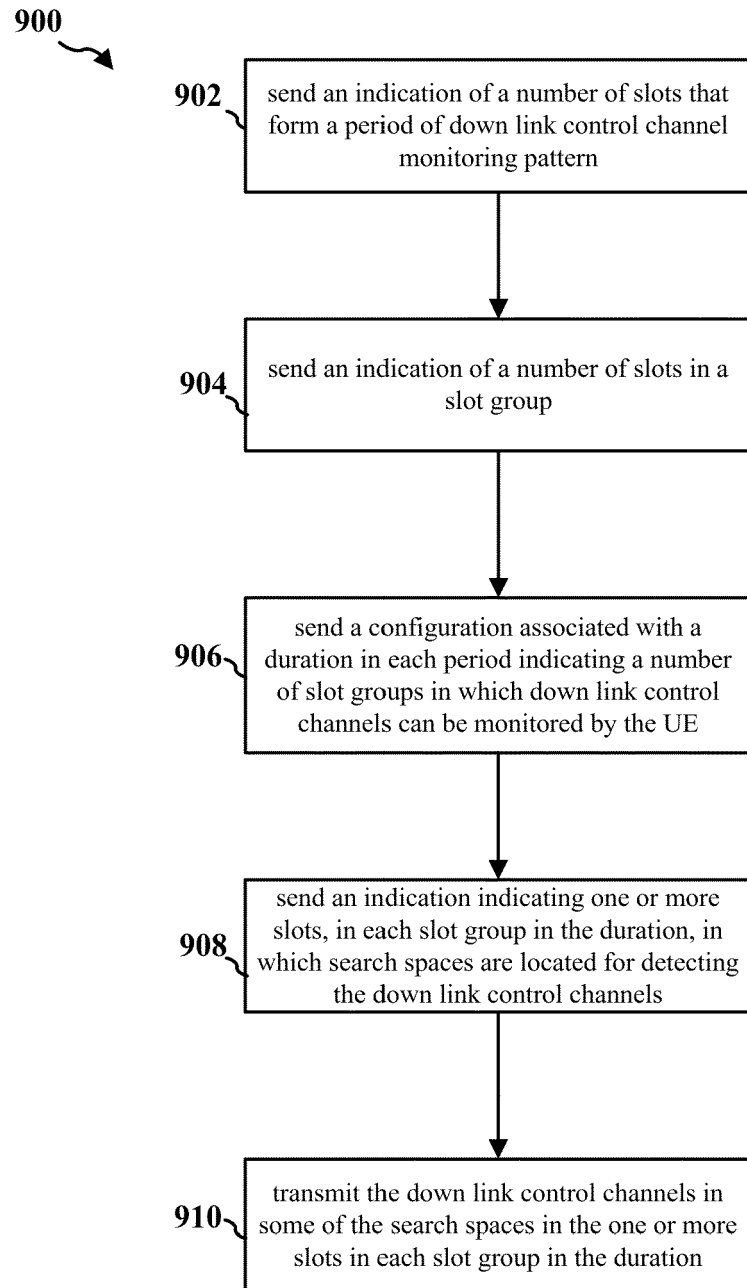 900
902
send an indication of a number of slots that
form a period of down link control channel
monitoring pattern
904
send an indication of a number of slots in a
slot group
906
send a configuration associated with a
duration in each period indicating a number
of slot groups in which down link control
channels can be monitored by the UE
908
send an indication indicating one or more
slots, in each slot group in the duration, in
which search spaces are located for detecting
the down link control channels
910
transmit the down link control channels in
some of the search spaces in the one or more
slots in each slot group in the duration